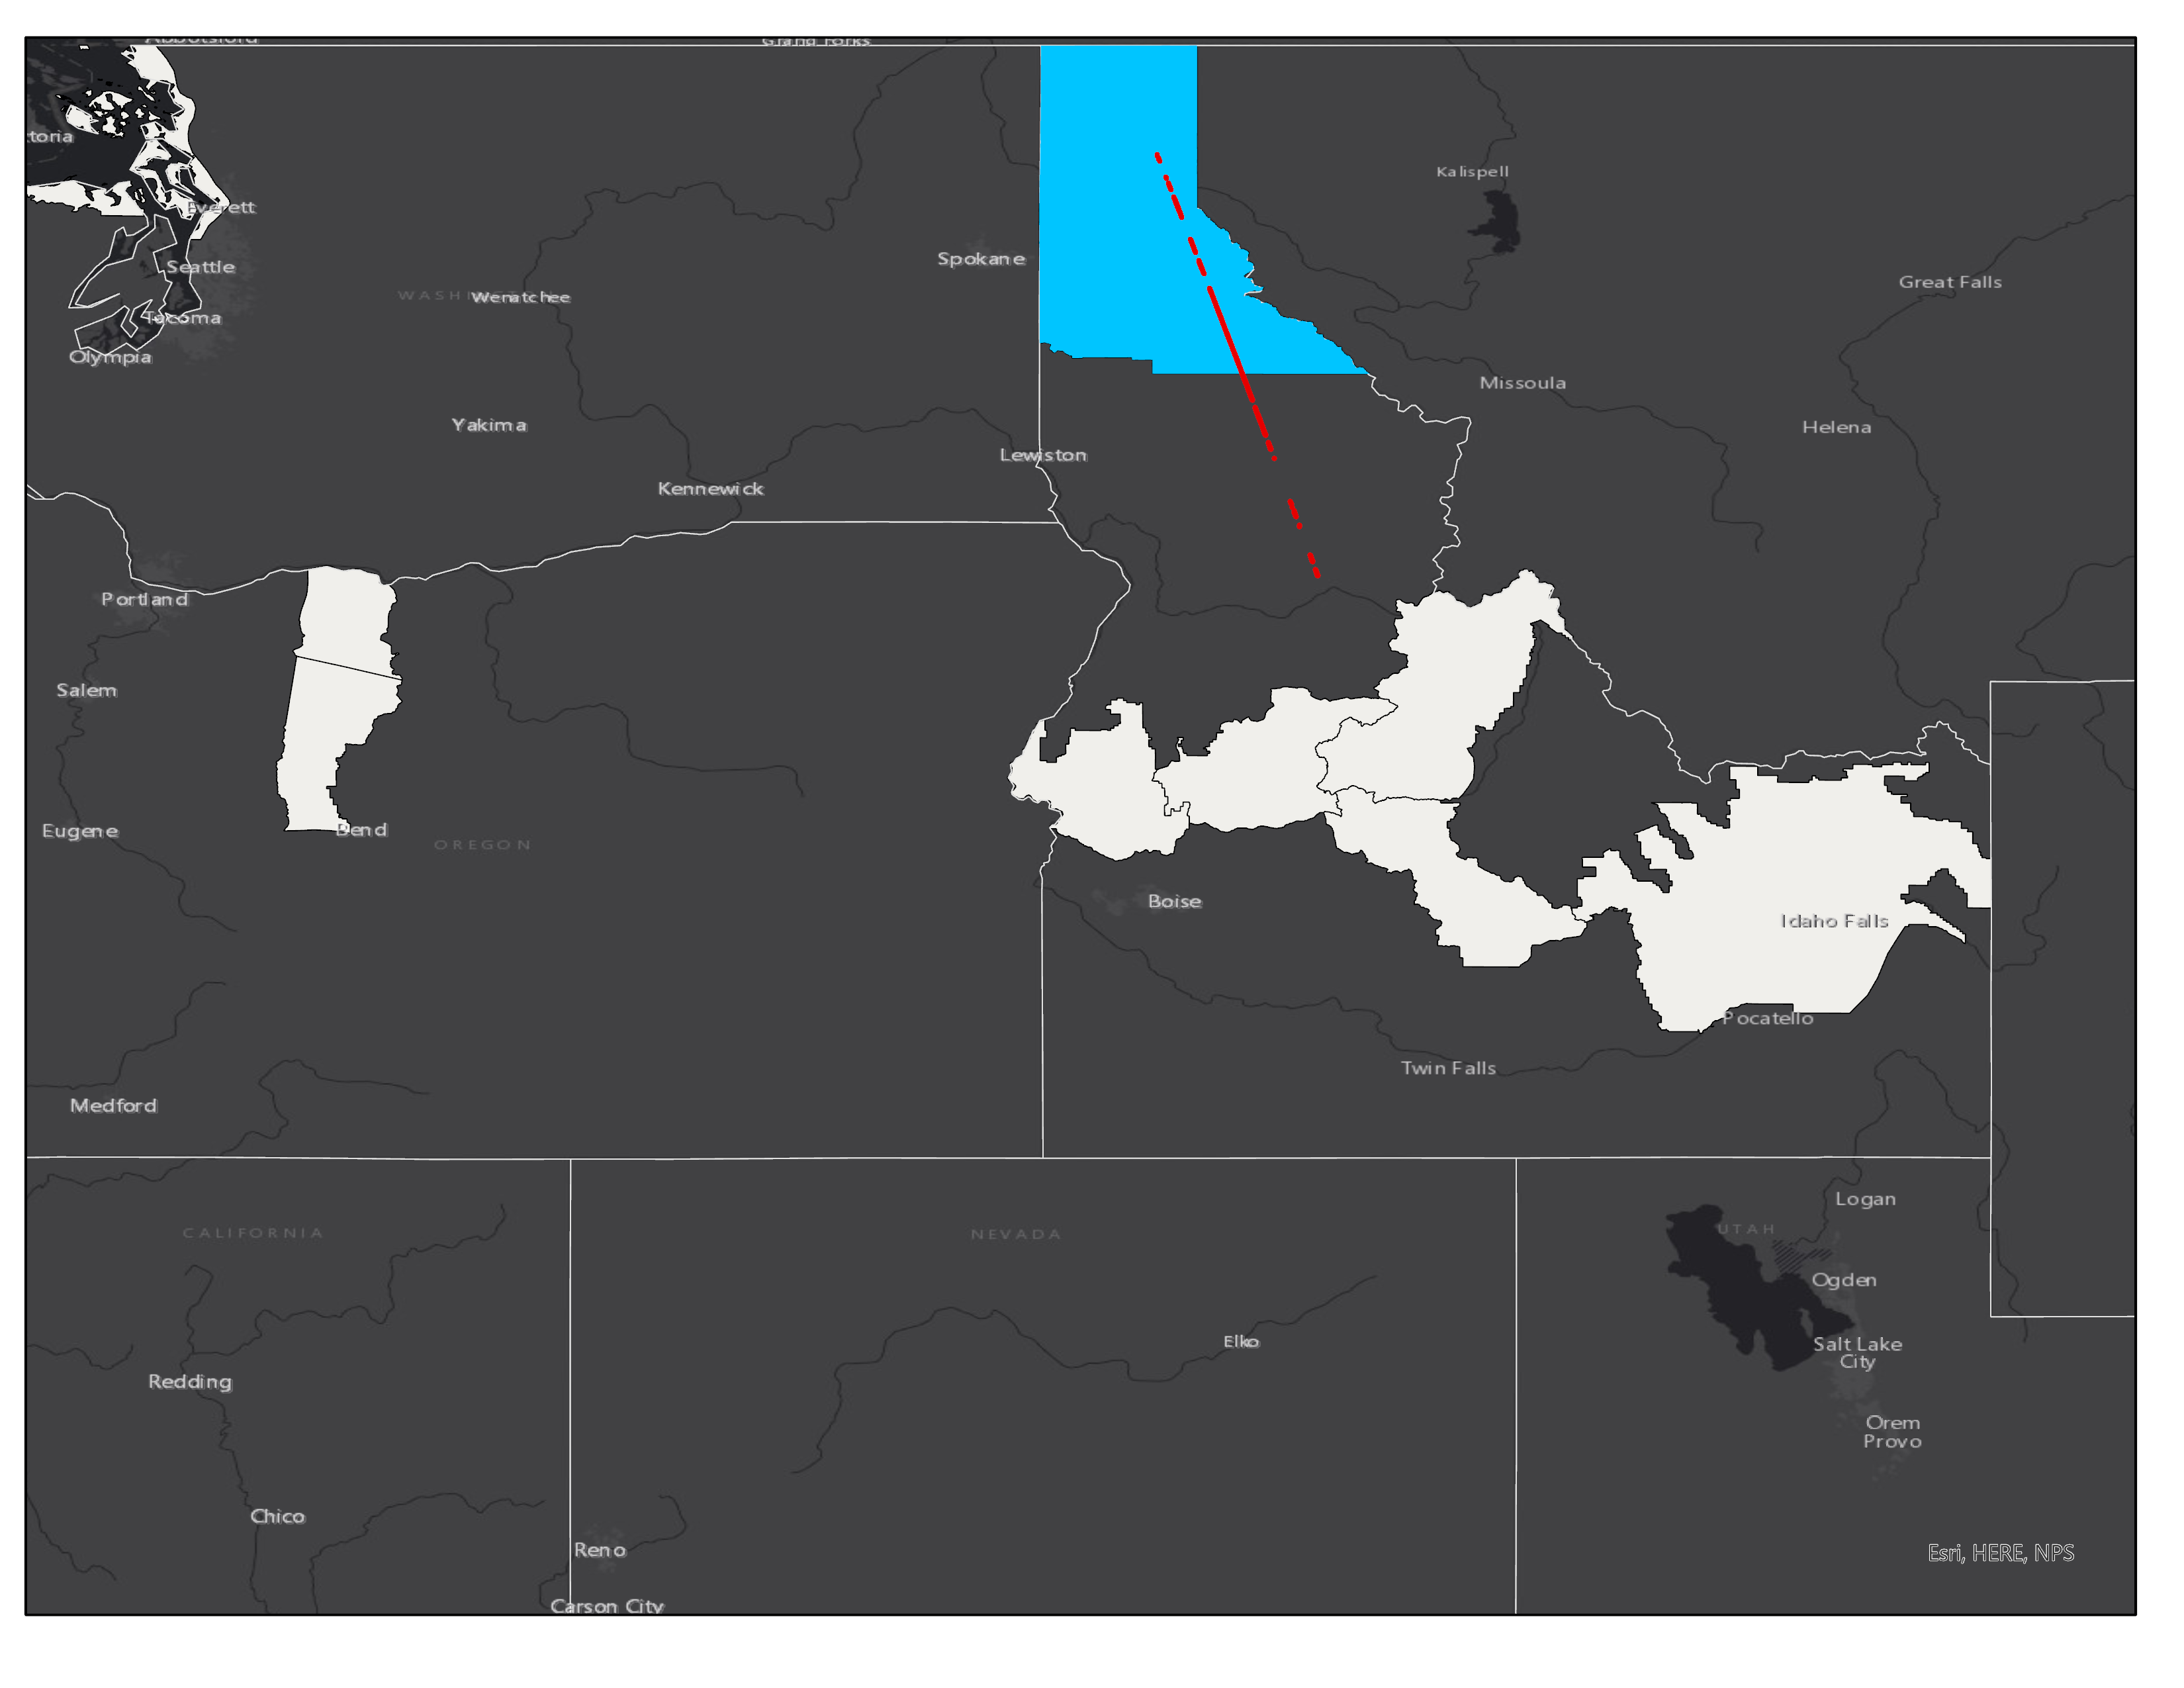 Abbotsford
Grand Forks
toria
Kalispell
Everett
Spokane
Seattle
Great Falls
WASHINGTON
Wenatchee
Tacoma
Olympia
Missoula
Yakima
Helena
Lewiston
Kennewick
Portland
Salem
Eugene
Bend
OREGON
Boise
Idaho Falls
Pocatello
Twin Falls
Medford
Logan
CALIFORNIA
NEVADA
UTAH
Ogden
Elko
Salt Lake
City
Redding
Orem
Provo
Chico
Reno
Esri, HERE, NPS
Carson City